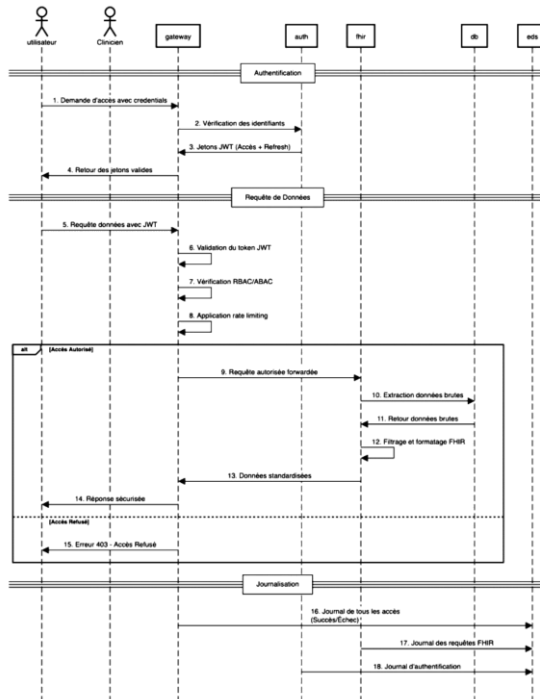 utilisateur
Clinicien
gateway
auth
fhir
db
eds
Authentification
1. Demande d'accès avec credentials
2. Vérification des identifiants
3. Jetons JWT (Accès + Refresh)
4. Retour des jetons valides
Requête de Données
5. Requête données avec JWT
6. Validation du token JWT
7. Vérification RBAC/ABAC
8. Application rate limiting
alt
[Accès Autorisé]
9. Requête autorisée forwardée
10. Extraction données brutes
11. Retour données brutes
12. Filtrage et formatage FHIR
13. Données standardisées
14. Réponse sécurisée
[Accès Refusé]
15. Erreur 403 - Accès Refusé
Journalisation
16. Journal de tous les accès
(Succès/Échec)
17. Journal des requêtes FHIR
18. Journal d'authentification